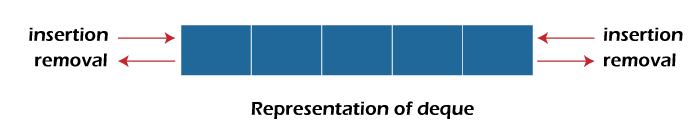 insertion insertion
removal removal
Representation of deque